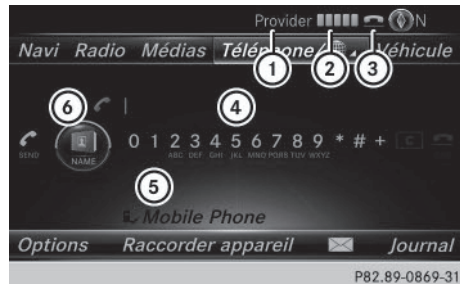 Provider N
Navi Radio Médias Téléphone/ Véhicule
1 2 3
6 4
0 1 2 3 4 5 6 7 8 9 * # +
SEND NAME ABC DEF GHI JKL MNO PQRS TUV WXYZ
5
Mobile Phone
Options Raccorder appareil Journal
P82.89-0869-31